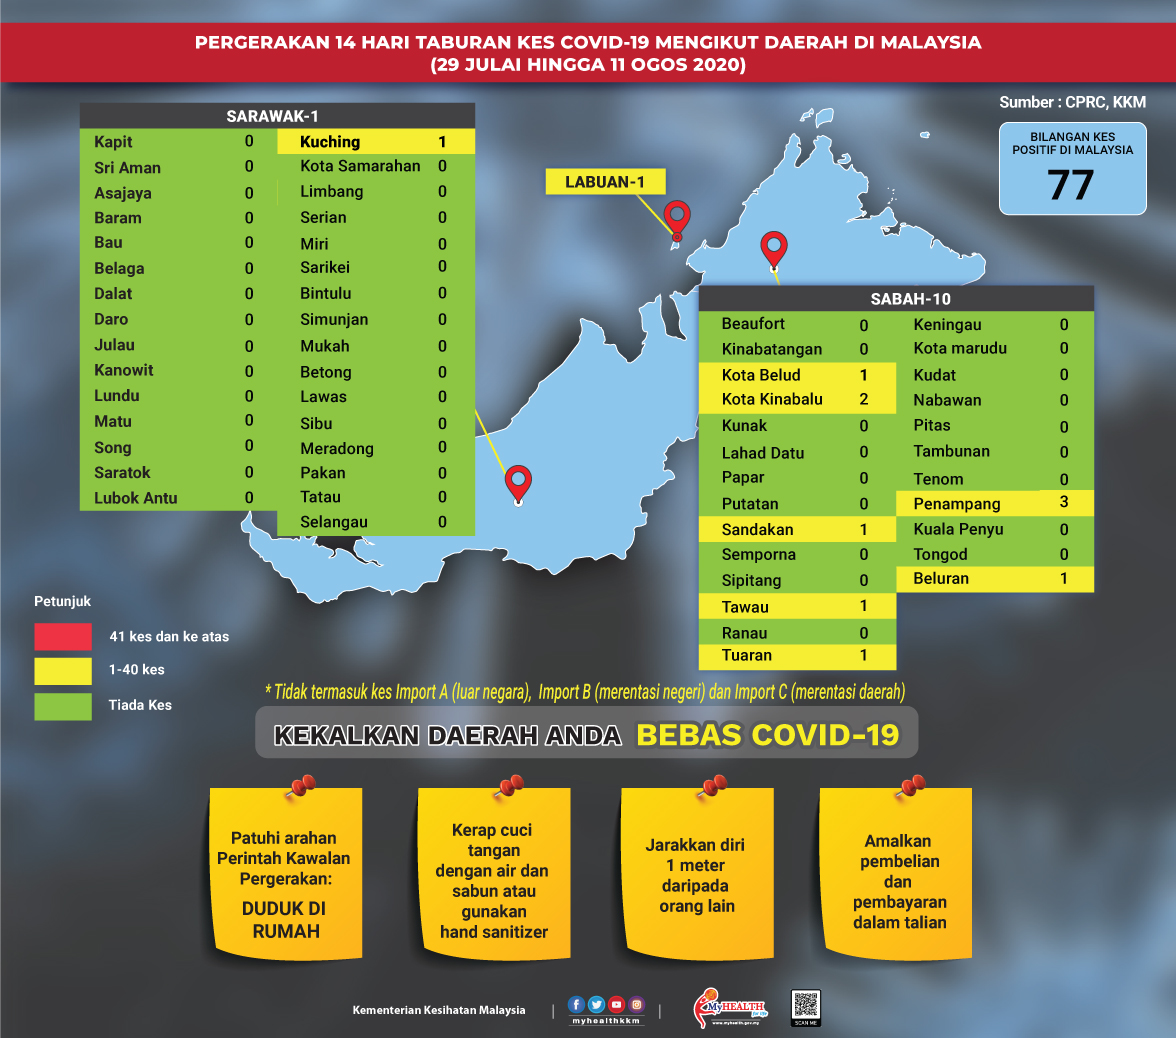 PERGERAKAN 14 HARI TABURAN KES COVID-19 MENGIKUT DAERAH DI MALAYSIA
(29 JULAI HINGGA 11 OGOS 2020)
Sumber : CPRC, KKM
BILANGAN KES
POSITIF DI MALAYSIA
77
SARAWAK-1
Kapit 0 Kuching 1
Sri Aman 0 Kota Samarahan 0
Asajaya 0 Limbang 0
Baram 0 Serian 0
Bau 0 Miri 0
Belaga 0 Sarikei 0
Dalat 0 Bintulu 0
Daro 0 Simunjan 0
Julau 0 Mukah 0
Kanowit 0 Betong 0
Lundu 0 Lawas 0
Matu 0 Sibu 0
Song 0 Meradong 0
Saratok 0 Pakan 0
Lubok Antu 0 Tatau 0
Selangau 0
LABUAN-1
SABAH-10
Beaufort 0 Keningau 0
Kinabatangan 0 Kota marudu 0
Kota Belud 1 Kudat 0
Kota Kinabalu 2 Nabawan 0
Kunak 0 Pitas 0
Lahad Datu 0 Tambunan 0
Papar 0 Tenom 0
Putatan 0 Penampang 3
Sandakan 1 Kuala Penyu 0
Semporna 0 Tongod 0
Sipitang 0 Beluran 1
Tawau 1
Ranau 0
Tuaran 1
Petunjuk
41 kes dan ke atas
1-40 kes
Tiada Kes
* Tidak termasuk kes Import A (luar negara), Import B (merentasi negeri) dan Import C (merentasi daerah)
KEKALKAN DAERAH ANDA BEBAS COVID-19
Patuhi arahan
Perintah Kawalan
Pergerakan:
DUDUK DI
RUMAH
Kerap cuci
tangan
dengan air dan
sabun atau
gunakan
hand sanitizer
Jarakkan diri
1 meter
daripada
orang lain
Amalkan
pembelian
dan
pembayaran
dalam talian
Kementerian Kesihatan Malaysia
myhealthkkm
MyHEALTH
for life
www.myhealth.gov.my
SCAN ME